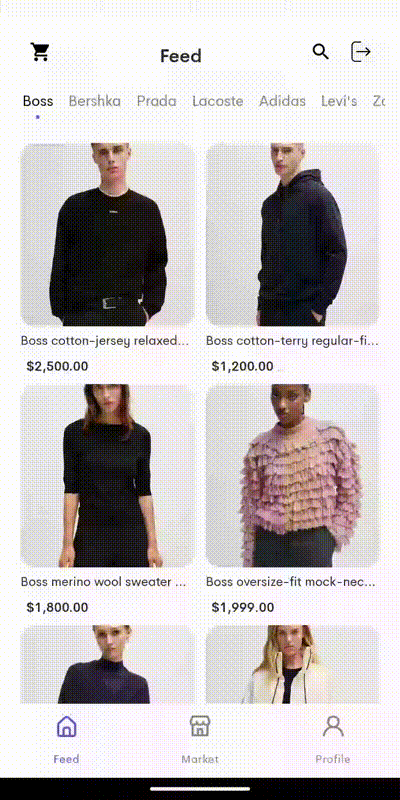 Feed
Boss Bershka Prada Lacoste Adidas Levi's
Boss cotton-jersey relaxed... Boss cotton-terry regular-fi...
$2,500.00 $1,200.00
Boss merino wool sweater ... Boss oversize-fit mock-nec...
$1,800.00 $1,999.00
Feed Market Profile